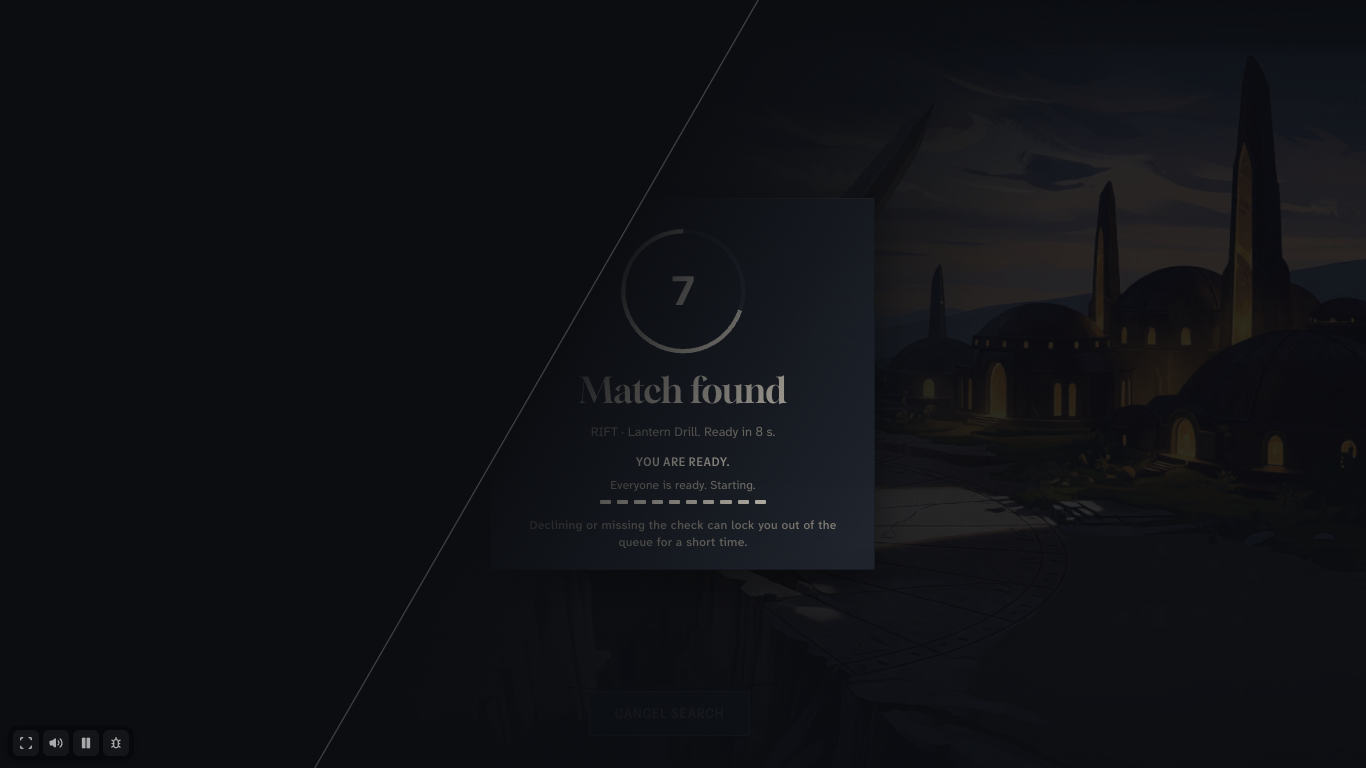 7
Match found
RIFT · Lantern Drill. Ready in 8 s.
YOU ARE READY.
Everyone is ready. Starting.
Declining or missing the check can lock you out of the
queue for a short time.
CANCEL SEARCH